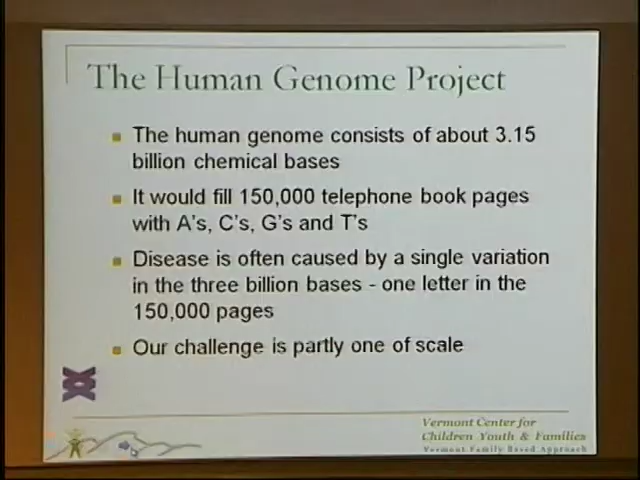 The Human Genome Project
The human genome consists of about 3.15
billion chemical bases
It would fill 150,000 telephone book pages
with A's, C's, G's and T's
Disease is often caused by a single variation
in the three billion bases - one letter in the
150,000 pages
Our challenge is partly one of scale
Vermont Center for
Children Youth & Families
Vermont Family Based Approach